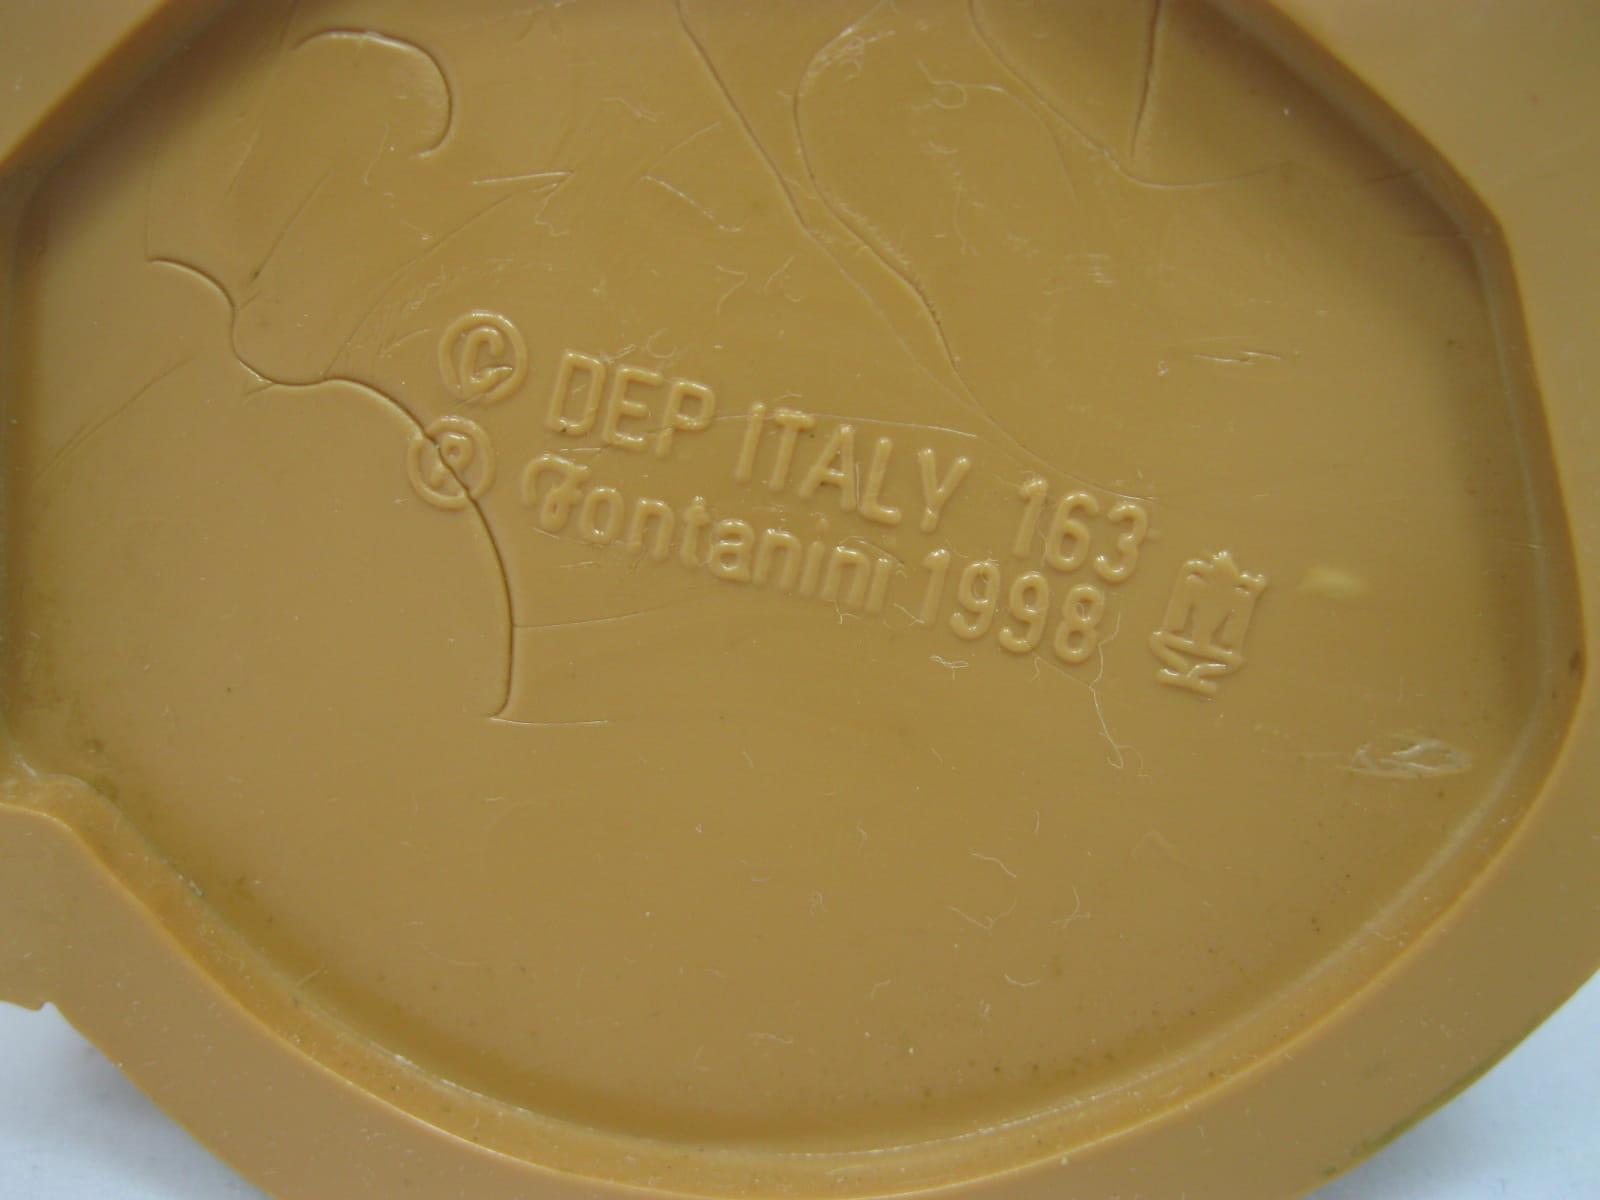 © DEP ITALY 163
® Fontanini 1998